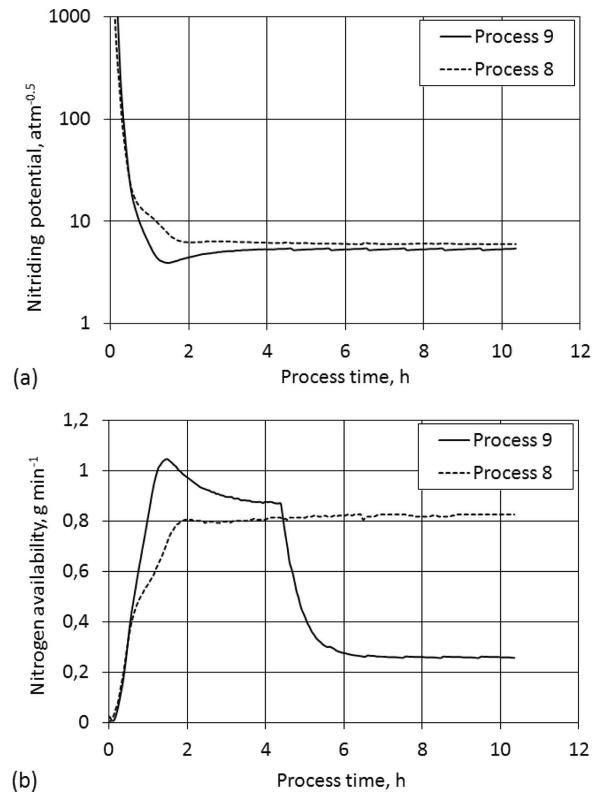 1000
100
10
1
Nitriding potential, atm-0.5
Process 9
Process 8
0 2 4 6 8 10 12
Process time, h
(a)
1,2
1
0,8
0,6
0,4
0,2
0
Nitrogen availability, g min-1
Process 9
Process 8
0 2 4 6 8 10 12
Process time, h
(b)